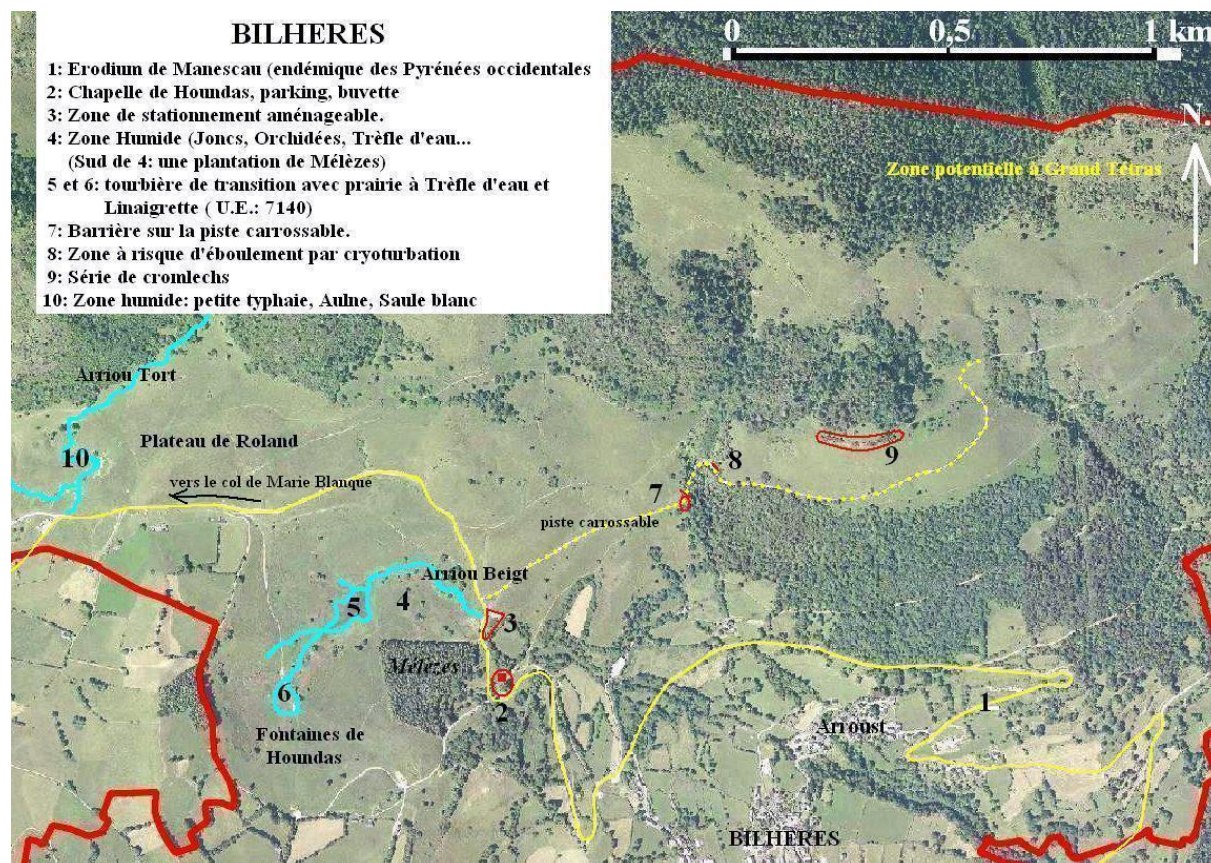 BILHERES
1: Erodium de Manescau (endémique des Pyrénées occidentales
2: Chapelle de Houndas, parking, buvette
3: Zone de stationnement aménageable.
4: Zone Humide (Joncs, Orchidées, Trèfle d'eau...
(Sud de 4: une plantation de Mélèzes)
5 et 6: tourbière de transition avec prairie à Trèfle d'eau et
Linaigrette ( U.E.: 7140)
7: Barrière sur la piste carrossable.
8: Zone à risque d'éboulement par cryoturbation
9: Série de cromlechs
10: Zone humide: petite typhaie, Aulne, Saule blanc
0 0,5 1 km
N.
Zone potentielle à Grand Tétras
Arriou Tort
Plateau de Roland
10
vers le col de Marie Blanque
9
8
7
piste carrossable
Arriou Beigt
5
4
3
Mélèzes
6
2
1
Fontaines de
Houndas
Arroust
BILHERES